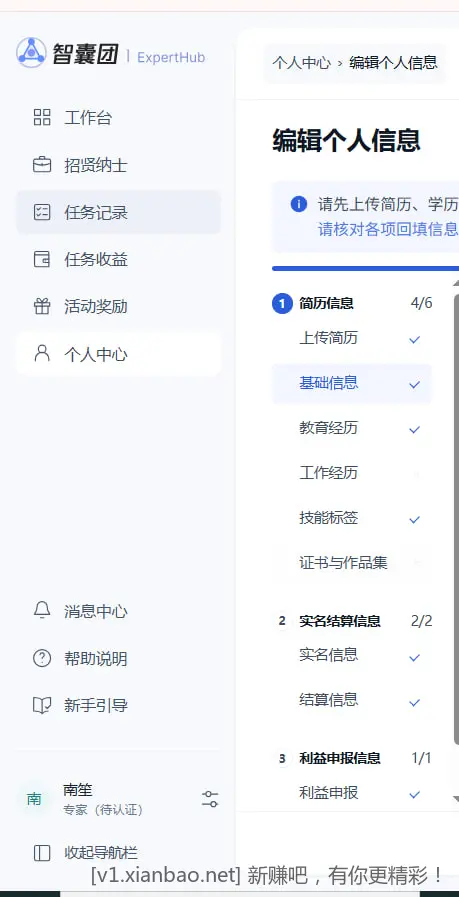 智囊团 | ExpertHub
工作台
招贤纳士
任务记录
任务收益
活动奖励
个人中心
消息中心
帮助说明
新手引导
南
南笙
专家（待认证）
收起导航栏
个人中心 › 编辑个人信息
编辑个人信息
请先上传简历、学历
请核对各项回填信息
1 简历信息 4/6
上传简历
基础信息
教育经历
工作经历
技能标签
证书与作品集
2 实名结算信息 2/2
实名信息
结算信息
3 利益申报信息 1/1
利益申报
[v1.xianbao.net] 新赚吧，有你更精彩！